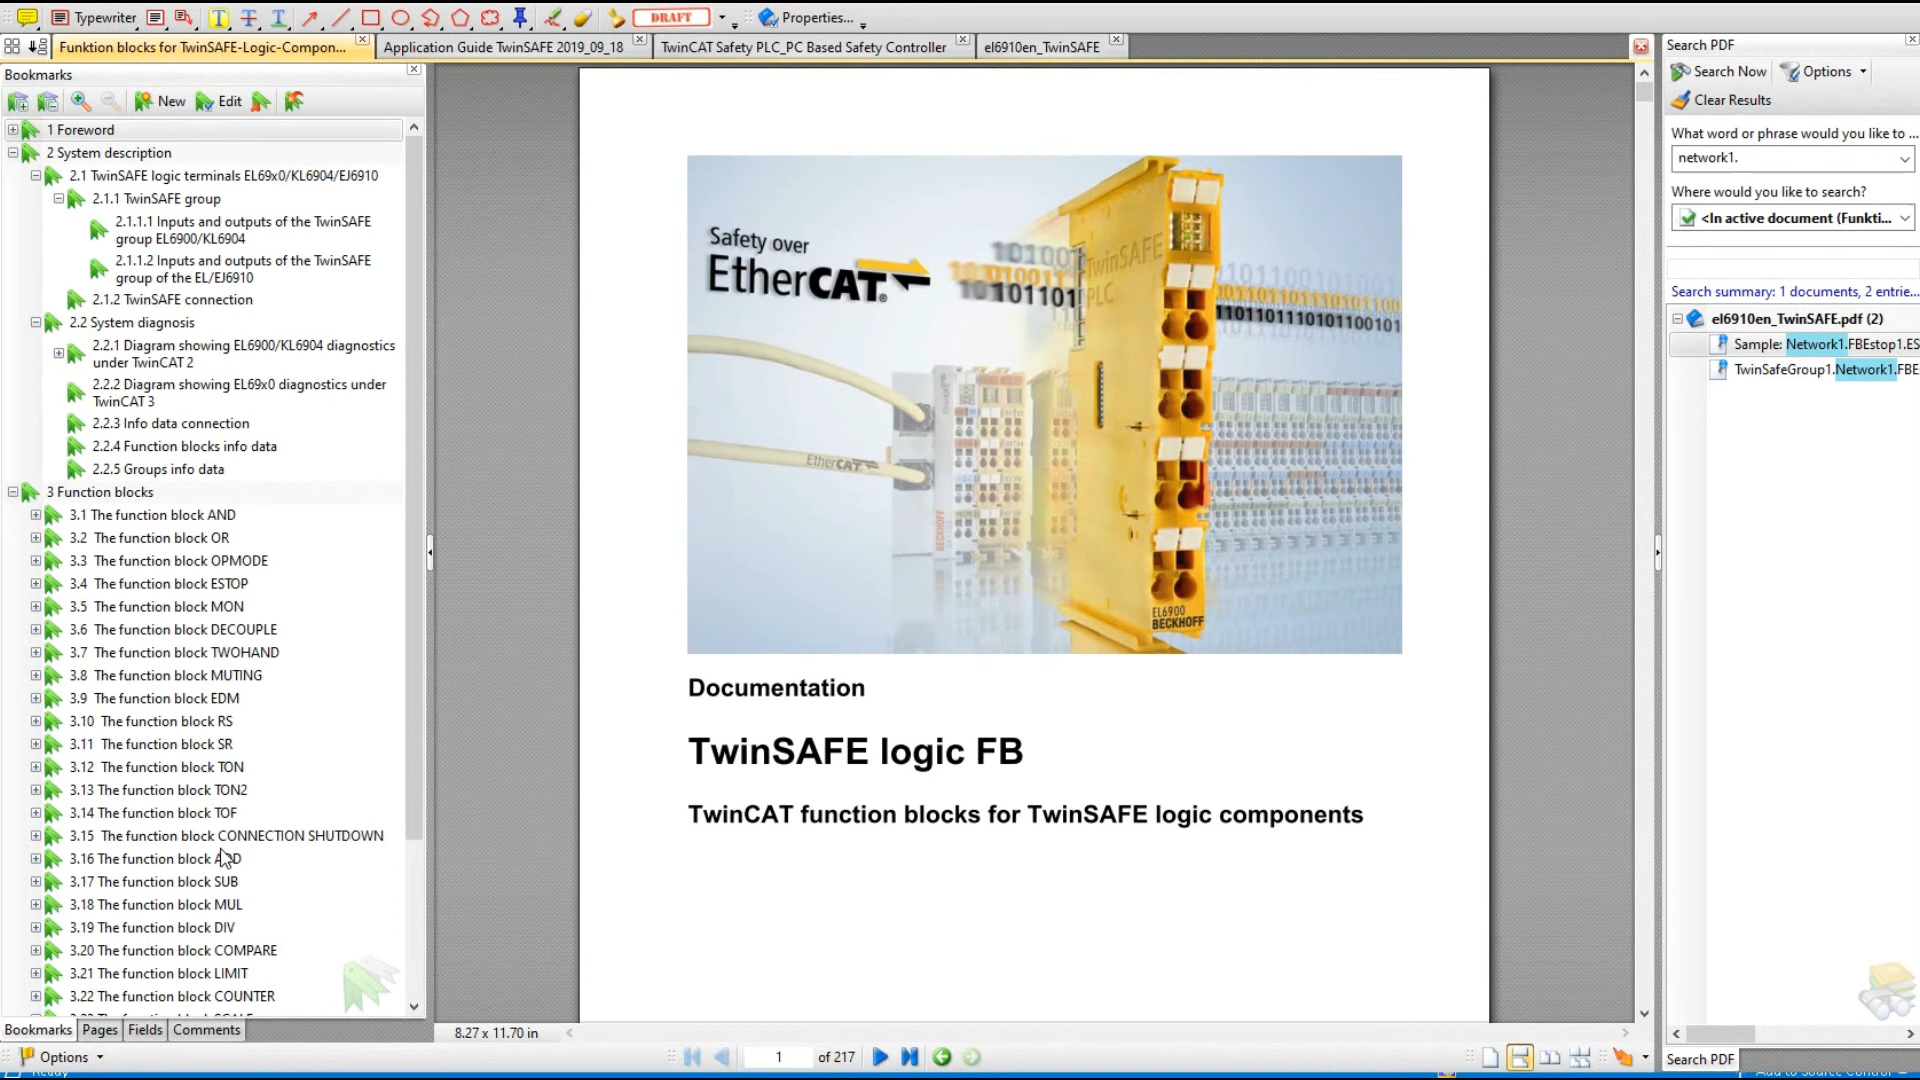 Typewriter
DRAFT
Properties...
Funktion blocks for TwinSAFE-Logic-Compon...
Application Guide TwinSAFE 2019_09_18
TwinCAT Safety PLC_PC Based Safety Controller
el6910en_TwinSAFE
Bookmarks
New
Edit
1 Foreword
2 System description
2.1 TwinSAFE logic terminals EL69x0/KL6904/EJ6910
2.1.1 TwinSAFE group
2.1.1.1 Inputs and outputs of the TwinSAFE
group EL6900/KL6904
2.1.1.2 Inputs and outputs of the TwinSAFE
group of the EL/EJ6910
2.1.2 TwinSAFE connection
2.2 System diagnosis
2.2.1 Diagram showing EL6900/KL6904 diagnostics
under TwinCAT 2
2.2.2 Diagram showing EL69x0 diagnostics under
TwinCAT 3
2.2.3 Info data connection
2.2.4 Function blocks info data
2.2.5 Groups info data
3 Function blocks
3.1 The function block AND
3.2 The function block OR
3.3 The function block OPMODE
3.4 The function block ESTOP
3.5 The function block MON
3.6 The function block DECOUPLE
3.7 The function block TWOHAND
3.8 The function block MUTING
3.9 The function block EDM
3.10 The function block RS
3.11 The function block SR
3.12 The function block TON
3.13 The function block TON2
3.14 The function block TOF
3.15 The function block CONNECTION SHUTDOWN
3.16 The function block ADD
3.17 The function block SUB
3.18 The function block MUL
3.19 The function block DIV
3.20 The function block COMPARE
3.21 The function block LIMIT
3.22 The function block COUNTER
Bookmarks
Pages
Fields
Comments
Options
Safety over
EtherCAT®
TwinSAFE
PLC
EtherCAT
EL6900
BECKHOFF
Documentation
TwinSAFE logic FB
TwinCAT function blocks for TwinSAFE logic components
8.27 x 11.70 in
1 of 217
Search PDF
Search Now
Options
Clear Results
What word or phrase would you like to ...
network1.
Where would you like to search?
<In active document (Funkti...
Search summary: 1 documents, 2 entrie...
el6910en_TwinSAFE.pdf (2)
Sample: Network1.FBEstop1.ES
TwinSafeGroup1.Network1.FBE
Search PDF